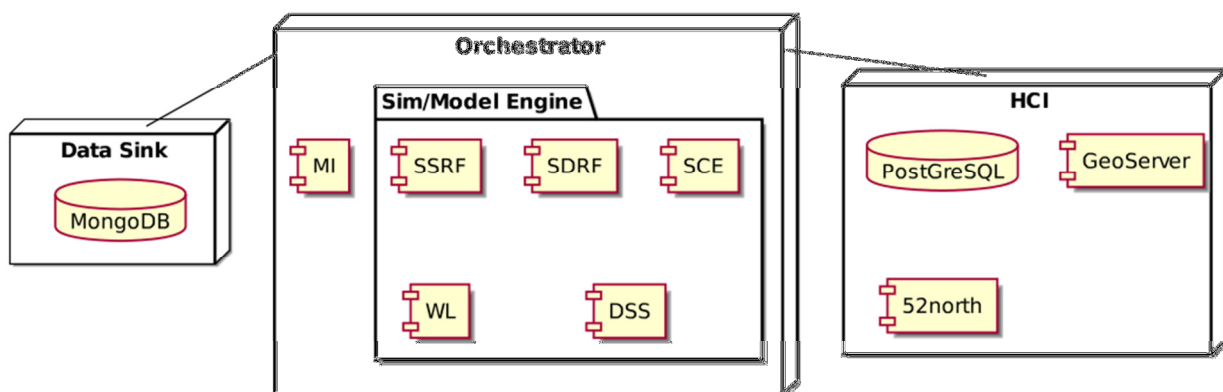 Orchestrator
Sim/Model Engine
HCI
Data Sink
MI
SSRF
SDRF
SCE
PostGreSQL
GeoServer
MongoDB
WL
DSS
52north